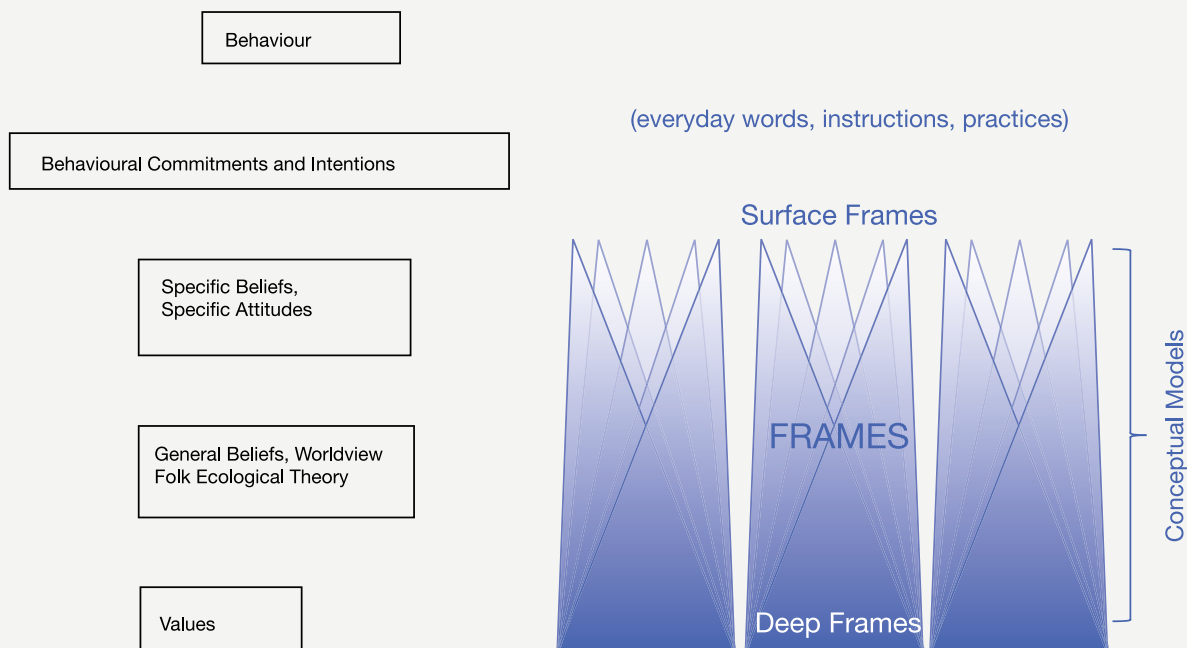 Behaviour
(everyday words, instructions, practices)
Behavioural Commitments and Intentions
Surface Frames
Specific Beliefs,
Specific Attitudes
Conceptual Models
FRAMES
General Beliefs, Worldview
Folk Ecological Theory
Deep Frames
Values